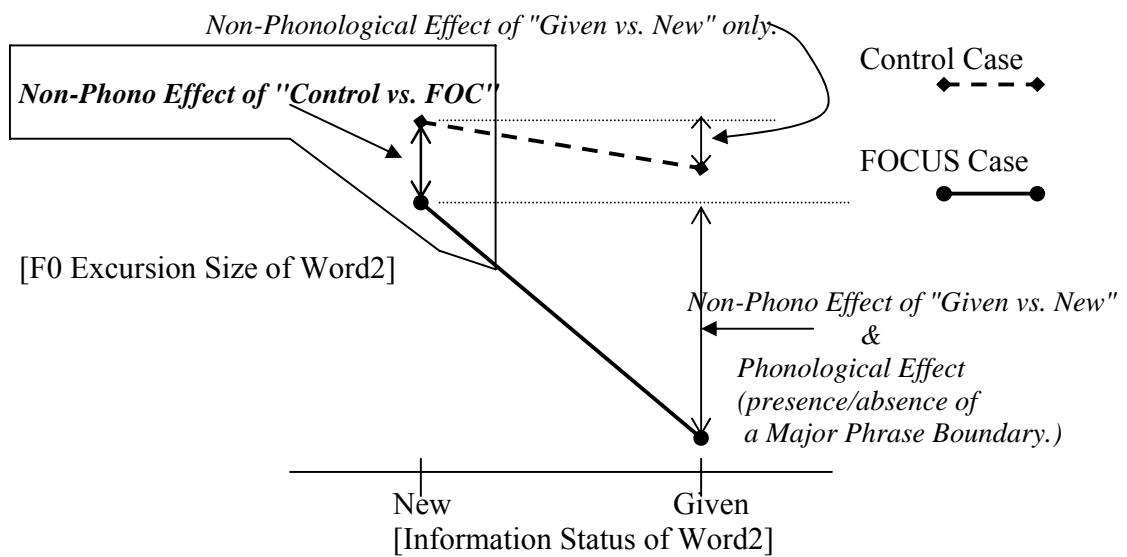 Non-Phonological Effect of "Given vs. New" only.
Control Case
Non-Phono Effect of "Control vs. FOC"
FOCUS Case
[F0 Excursion Size of Word2]
Non-Phono Effect of "Given vs. New"
&
Phonological Effect
(presence/absence of
a Major Phrase Boundary.)
New
Given
[Information Status of Word2]